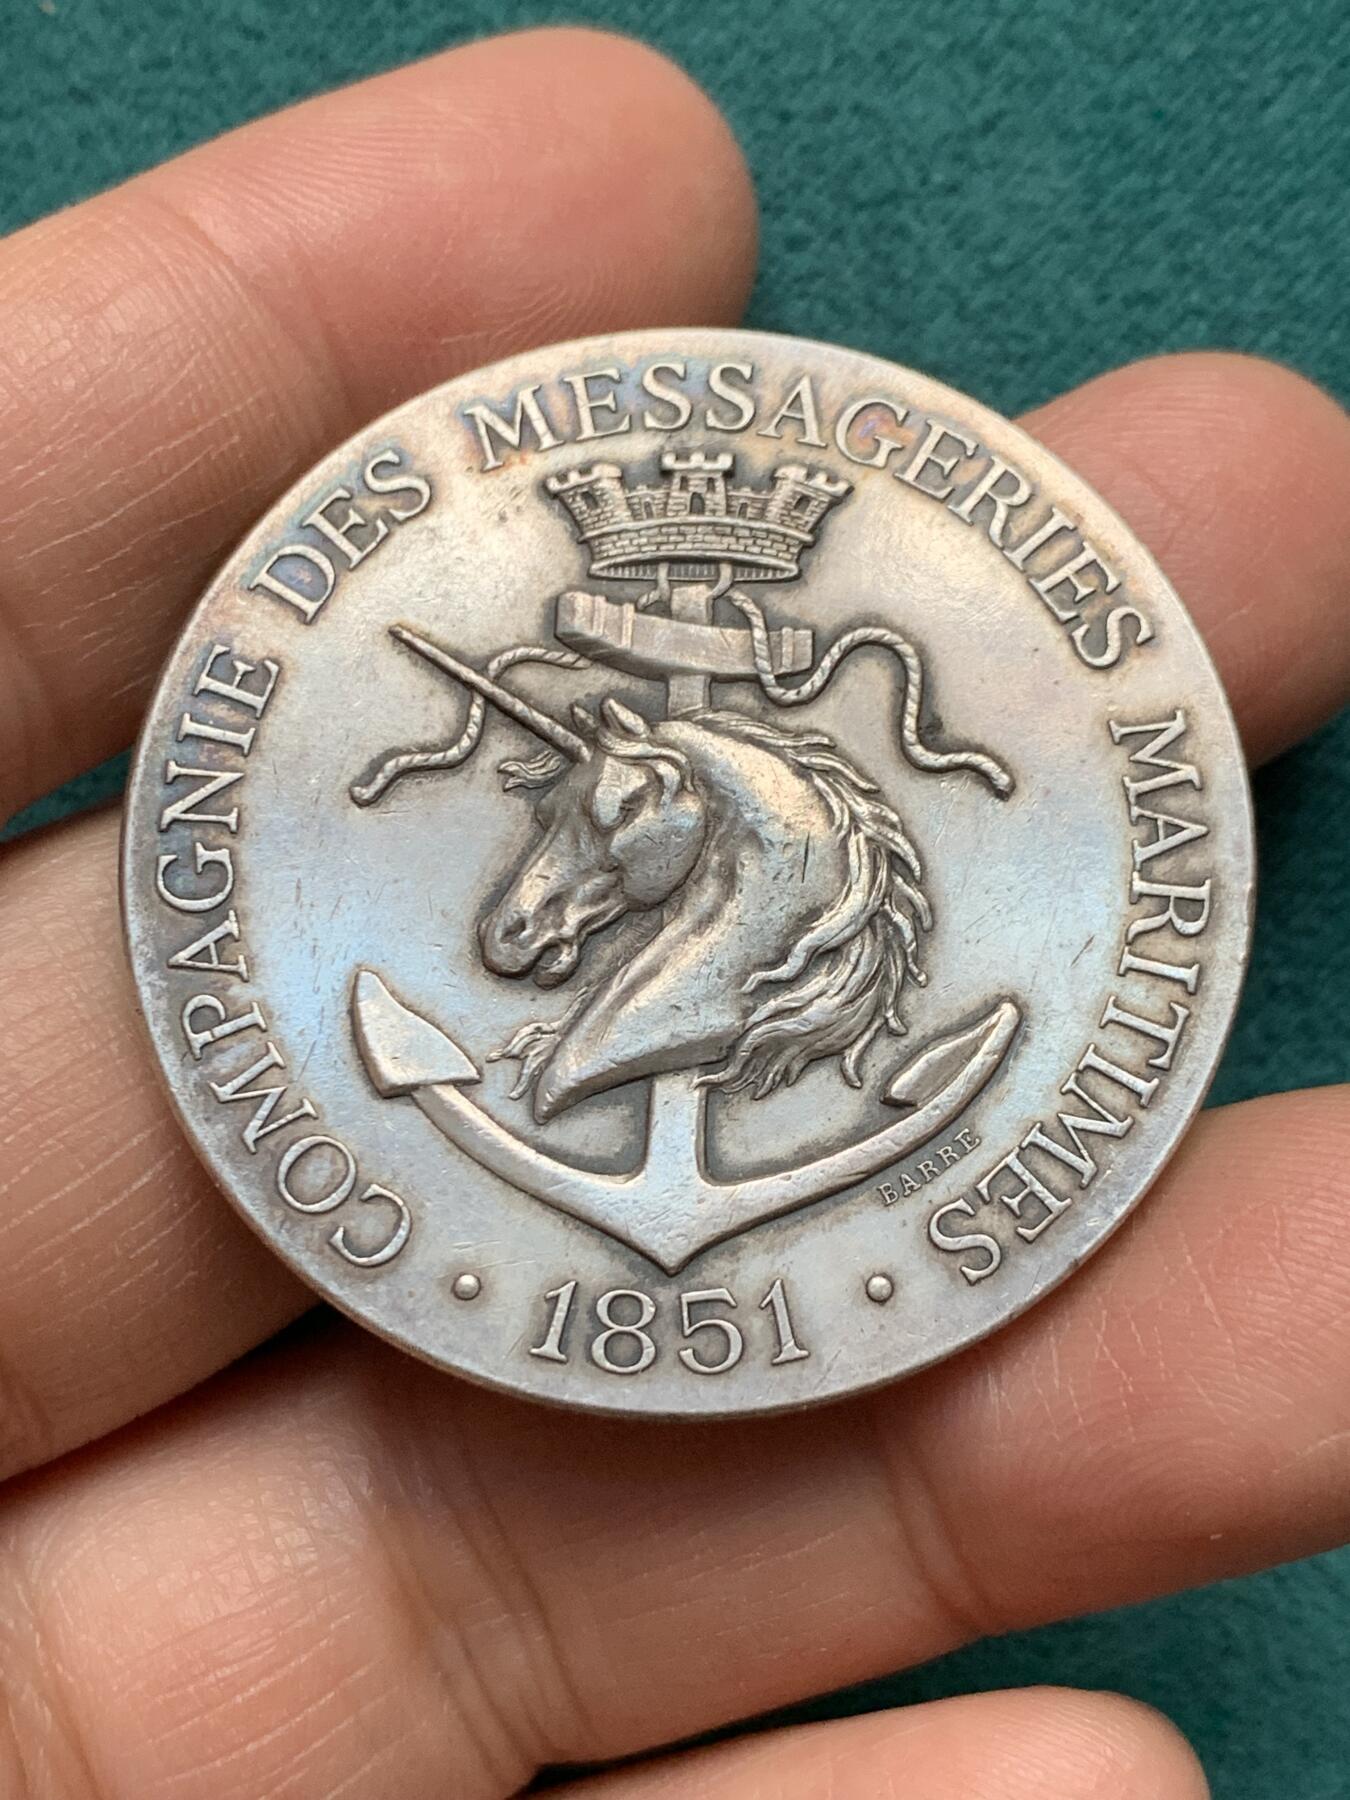 COMPAGNIE DES MESSAGERIES MARITIMES
BARRE
· 1851 ·